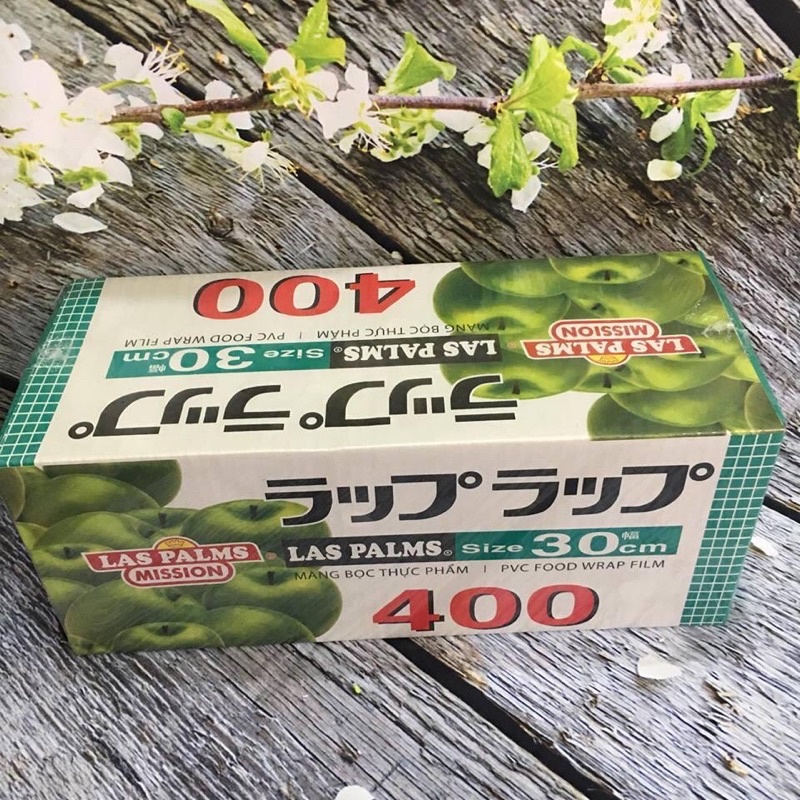 400
MÀNG BỌC THỰC PHẨM | PVC FOOD WRAP FILM
LAS PALMS® Size 30cm 幅
ラップ ラップ
LAS PALMS
MISSION
ラップ ラップ
LAS PALMS® Size 30cm 幅
MÀNG BỌC THỰC PHẨM | PVC FOOD WRAP FILM
400
LAS PALMS
MISSION